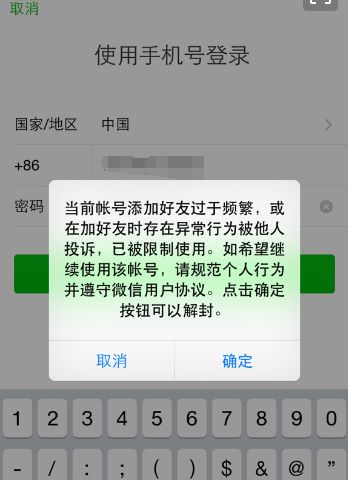 取消
使用手机号登录
国家/地区 中国
+86
密码
当前帐号添加好友过于频繁，或
在加好友时存在异常行为被他人
投诉，已被限制使用。如希望继
续使用该帐号，请规范个人行为
并遵守微信用户协议。点击确定
按钮可以解封。
取消 确定
1 2 3 4 5 6 7 8 9 0
- / : ; ( ) $ & @ ”